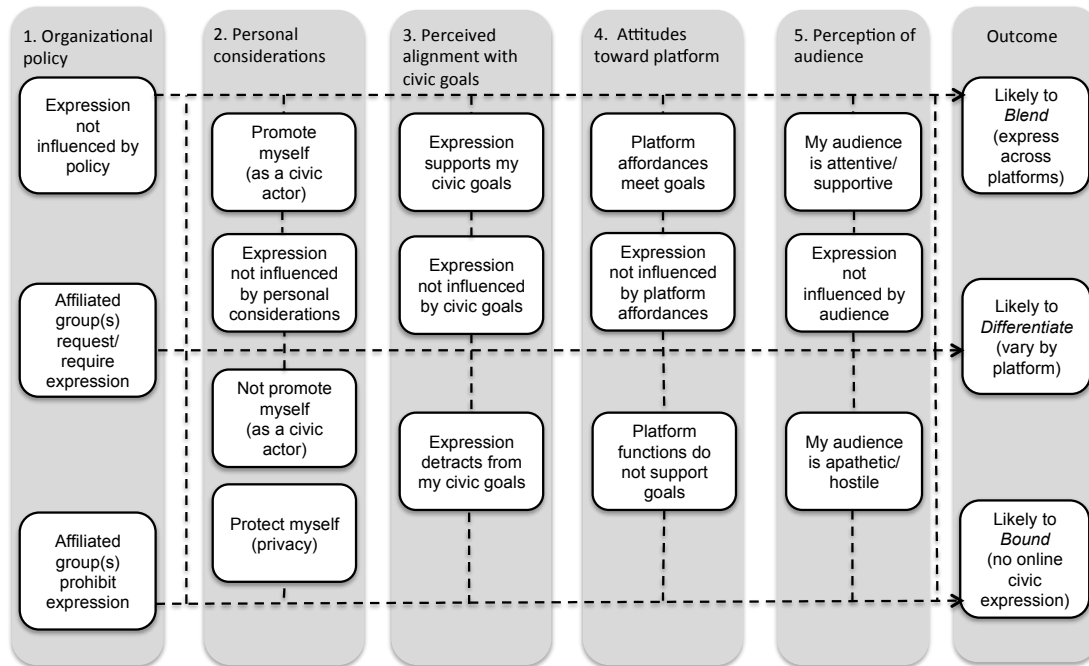 1. Organizational
policy
Expression
not
influenced by
policy
Affiliated
group(s)
request/
require
expression
Affiliated
group(s)
prohibit
expression
2. Personal
considerations
Promote
myself
(as a civic
actor)
Expression
not influenced
by personal
considerations
Not promote
myself
(as a civic
actor)
Protect myself
(privacy)
3. Perceived
alignment with
civic goals
Expression
supports my
civic goals
Expression
not influenced
by civic goals
Expression
detracts from
my civic goals
4. Attitudes
toward platform
Platform
affordances
meet goals
Expression
not influenced
by platform
affordances
Platform
functions do
not support
goals
5. Perception of
audience
My audience
is attentive/
supportive
Expression
not
influenced by
audience
My audience
is apathetic/
hostile
Outcome
Likely to
Blend
(express
across
platforms)
Likely to
Differentiate
(vary by
platform)
Likely to
Bound
(no online
civic
expression)